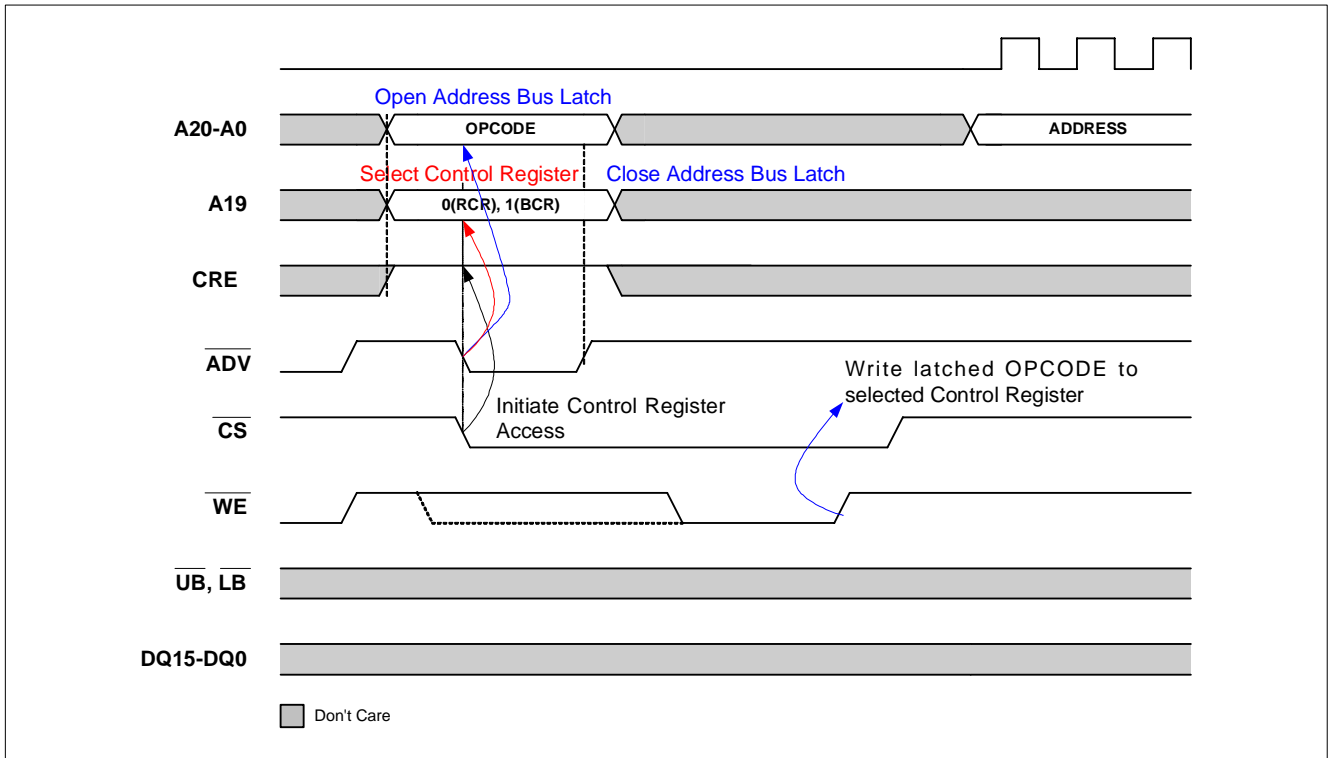 Open Address Bus Latch
A20-A0
OPCODE
ADDRESS
Select Control Register
Close Address Bus Latch
A19
0(RCR), 1(BCR)
CRE
ADV
Write latched OPCODE to
selected Control Register
Initiate Control Register
Access
CS
WE
UB, LB
DQ15-DQ0
Don't Care